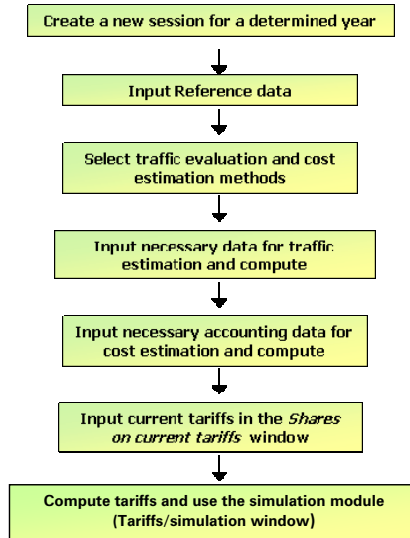 Create a new session for a determined year
Input Reference data
Select traffic evaluation and cost
estimation methods
Input necessary data for traffic
estimation and compute
Input necessary accounting data for
cost estimation and compute
Input current tariffs in the Shares
on current tariffs window
Compute tariffs and use the simulation module
(Tariffs/simulation window)